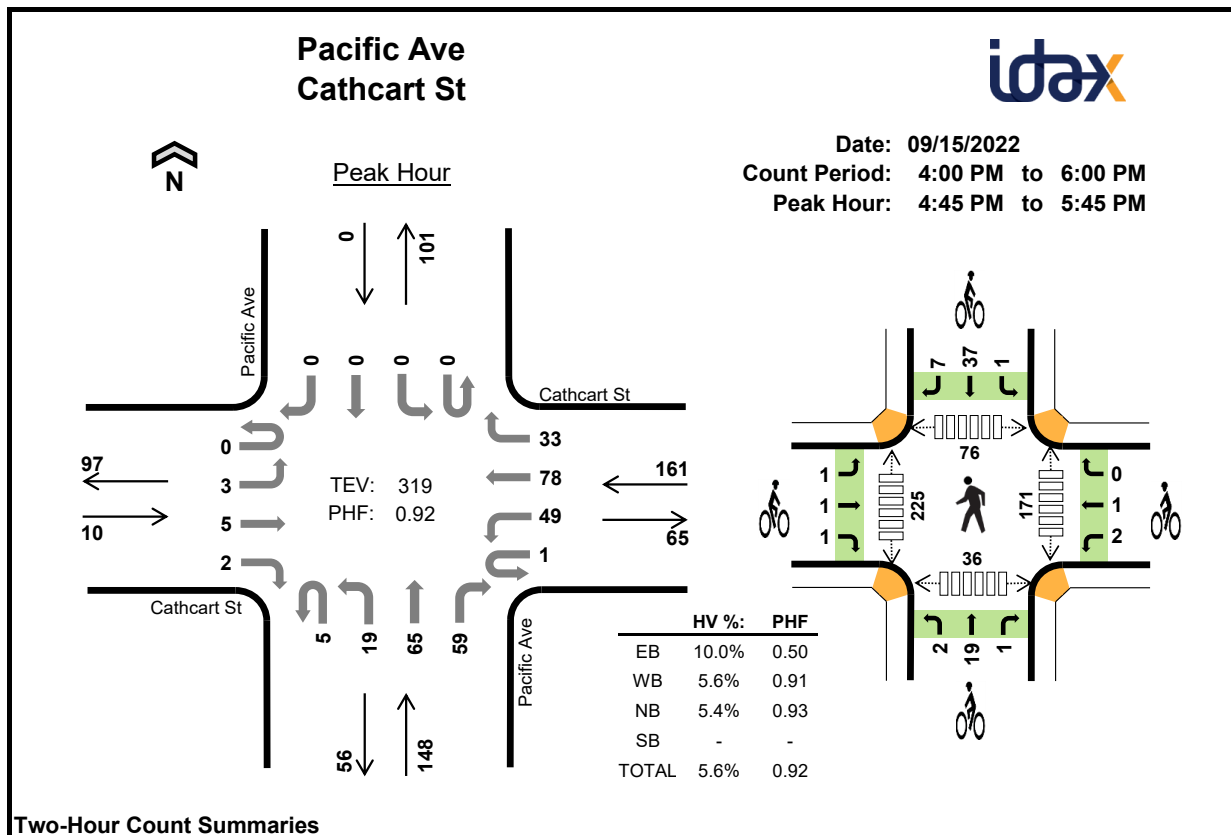 Pacific Ave
Cathcart St
idax
Date: 09/15/2022
Count Period: 4:00 PM to 6:00 PM
Peak Hour: 4:45 PM to 5:45 PM
N
Peak Hour
0
101
Pacific Ave
0 0 0 0
Cathcart St
0
3
5
2
97
10
TEV: 319
PHF: 0.92
33
78
49
1
161
65
Cathcart St
5 19 65 59
Pacific Ave
56
148
HV %: PHF
EB 10.0% 0.50
WB 5.6% 0.91
NB 5.4% 0.93
SB - -
TOTAL 5.6% 0.92
7 37 1
76
1
1
1
225
171
0
1
2
36
2 19 1
Two-Hour Count Summaries